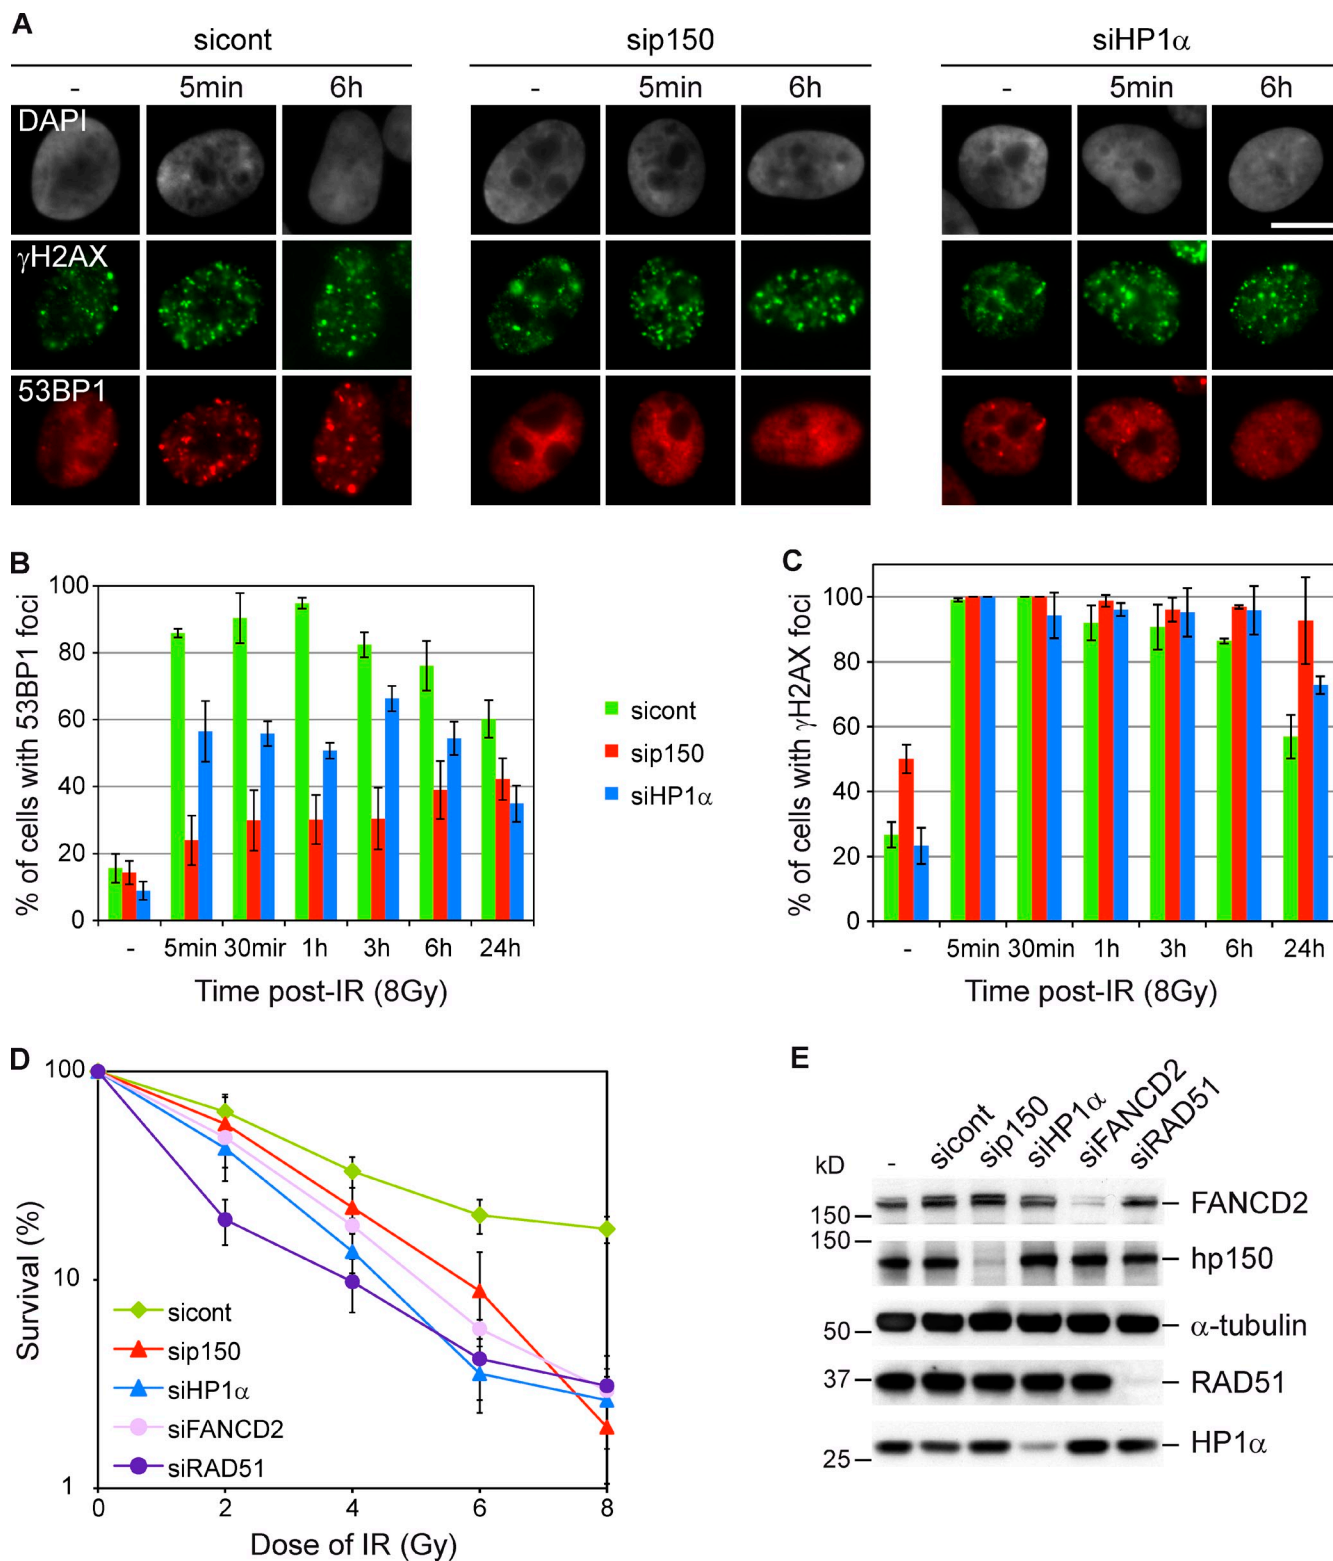 A
sicont sip150 siHP1α
- 5min 6h - 5min 6h - 5min 6h
DAPI
γH2AX
53BP1
B
% of cells with 53BP1 foci
100
80
60
40
20
0
- 5min 30mir 1h 3h 6h 24h
Time post-IR (8Gy)
sicont
sip150
siHP1α
C
% of cells with γH2AX foci
100
80
60
40
20
0
- 5min 30min 1h 3h 6h 24h
Time post-IR (8Gy)
D
Survival (%)
100
10
1
sicont
sip150
siHP1α
siFANCD2
siRAD51
0 2 4 6 8
Dose of IR (Gy)
E
kD - sicont sip150 siHP1α siFANCD2 siRAD51
150 FANCD2
150 hp150
50 α-tubulin
37 RAD51
25 HP1α